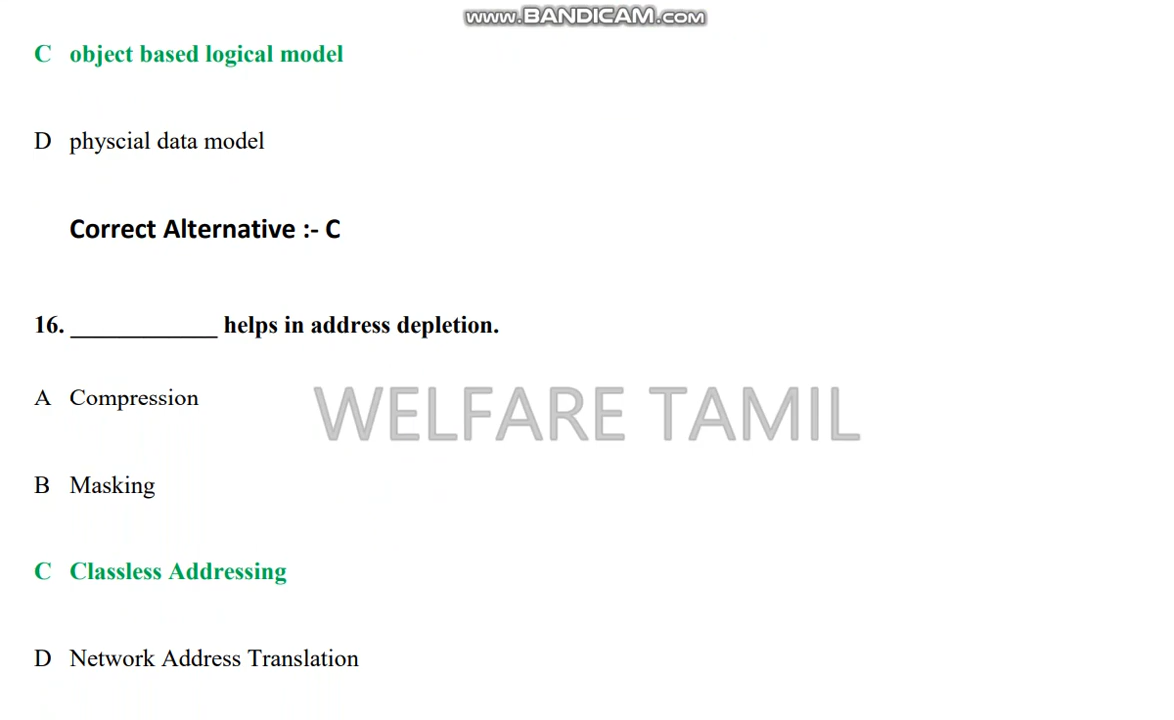 www.BANDICAM.com
C object based logical model
D physcial data model
Correct Alternative :- C
16. ____________ helps in address depletion.
A Compression
WELFARE TAMIL
B Masking
C Classless Addressing
D Network Address Translation